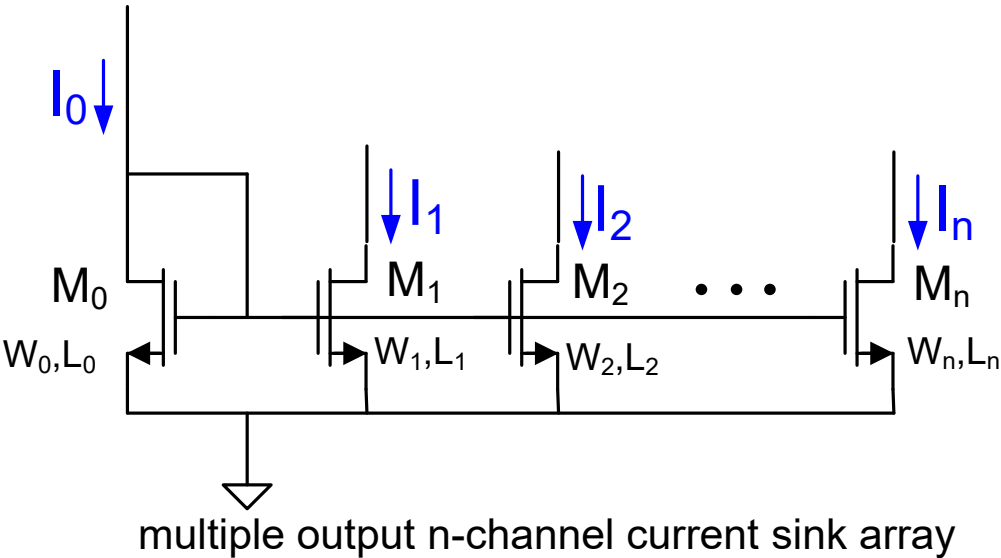 I₀
I₁
I₂
Iₙ
M₀
M₁
M₂
• • •
Mₙ
W₀,L₀
W₁,L₁
W₂,L₂
Wₙ,Lₙ
multiple output n-channel current sink array